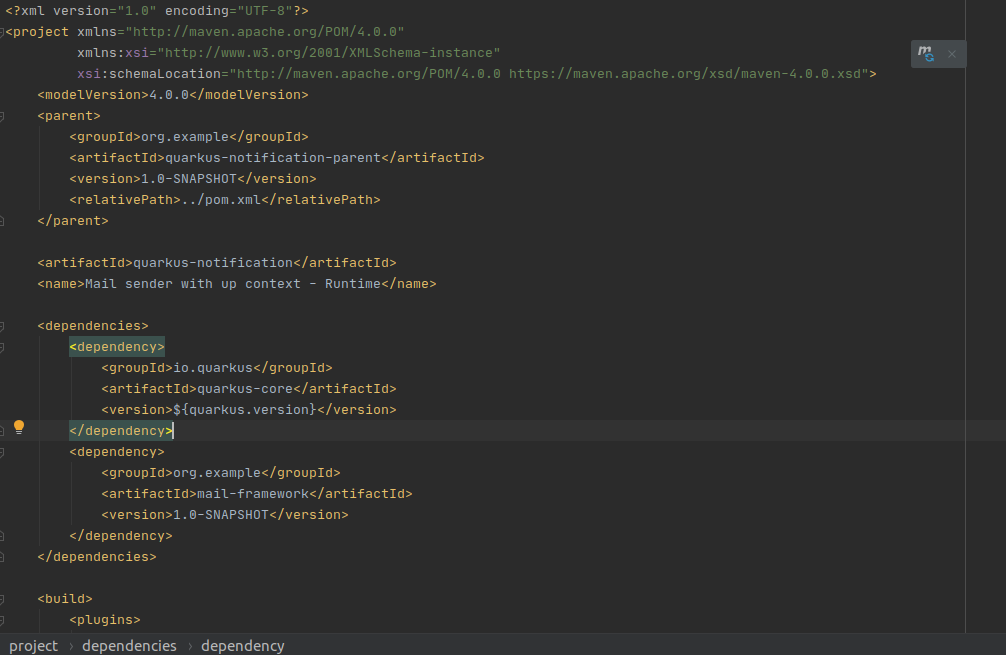 <?xml version="1.0" encoding="UTF-8"?>
<project xmlns="http://maven.apache.org/POM/4.0.0"
         xmlns:xsi="http://www.w3.org/2001/XMLSchema-instance"
         xsi:schemaLocation="http://maven.apache.org/POM/4.0.0 https://maven.apache.org/xsd/maven-4.0.0.xsd">
    <modelVersion>4.0.0</modelVersion>
    <parent>
        <groupId>org.example</groupId>
        <artifactId>quarkus-notification-parent</artifactId>
        <version>1.0-SNAPSHOT</version>
        <relativePath>../pom.xml</relativePath>
    </parent>

    <artifactId>quarkus-notification</artifactId>
    <name>Mail sender with up context - Runtime</name>

    <dependencies>
        <dependency>
            <groupId>io.quarkus</groupId>
            <artifactId>quarkus-core</artifactId>
            <version>${quarkus.version}</version>
        </dependency>
        <dependency>
            <groupId>org.example</groupId>
            <artifactId>mail-framework</artifactId>
            <version>1.0-SNAPSHOT</version>
        </dependency>
    </dependencies>

    <build>
        <plugins>
m
project › dependencies › dependency